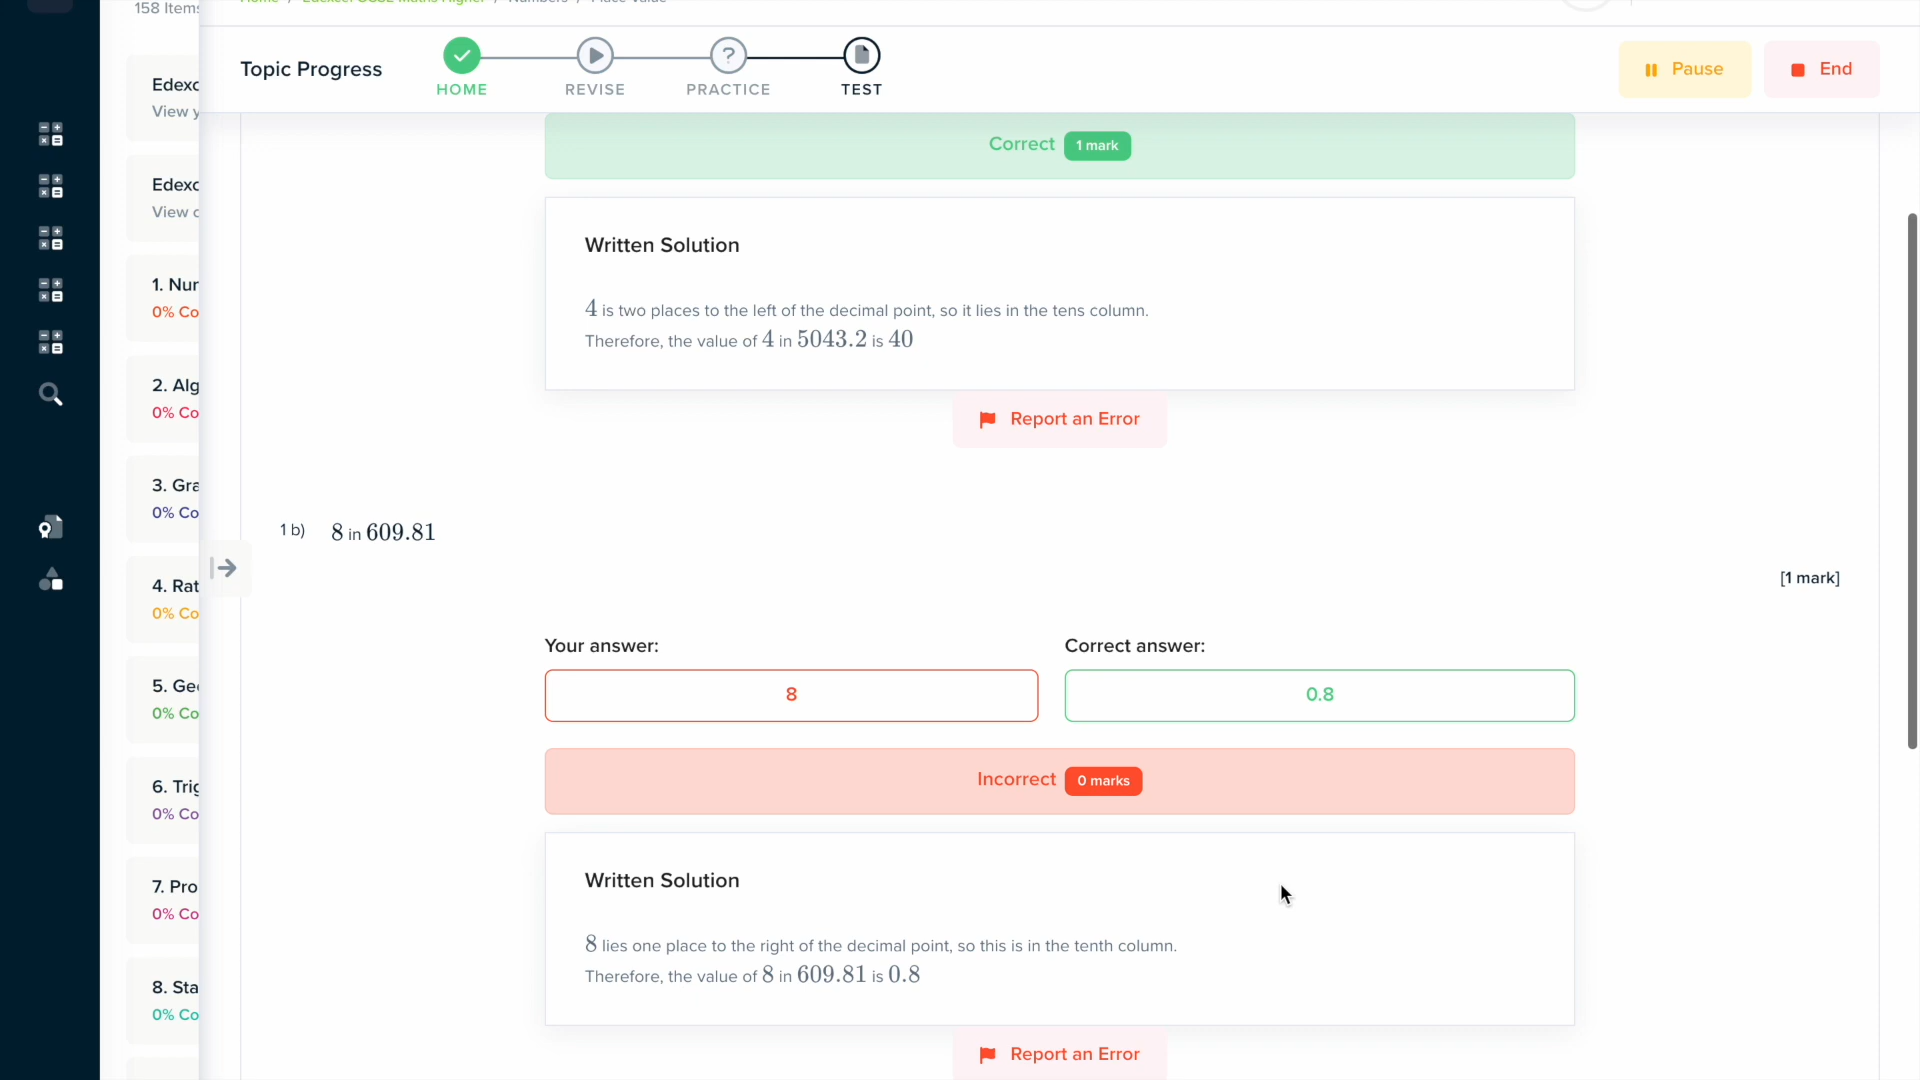 158 Items
Topic Progress
HOME
REVISE
?
PRACTICE
TEST
Pause
End
Edexc
View y
Edexc
View c
1. Nur
0% Co
2. Alg
0% Co
3. Gra
0% Co
4. Rat
0% Co
5. Ge
0% Co
6. Trig
0% Co
7. Pro
0% Co
8. Sta
0% Co
Correct 1 mark
Written Solution
4 is two places to the left of the decimal point, so it lies in the tens column.
Therefore, the value of 4 in 5043.2 is 40
Report an Error
1 b) 8 in 609.81
[1 mark]
Your answer:
8
Correct answer:
0.8
Incorrect 0 marks
Written Solution
8 lies one place to the right of the decimal point, so this is in the tenth column.
Therefore, the value of 8 in 609.81 is 0.8
Report an Error